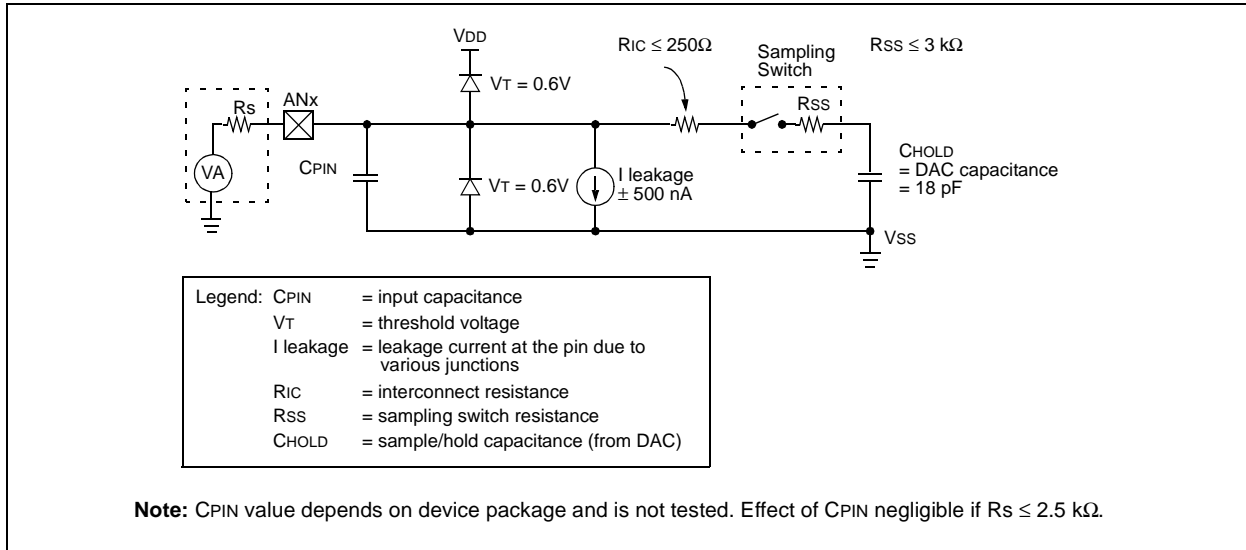 VDD
RIC ≤ 250Ω
Sampling
Switch
RSS ≤ 3 kΩ
VT = 0.6V
Rs
ANx
RSS
CHOLD
= DAC capacitance
= 18 pF
VA
CPIN
VT = 0.6V
I leakage
± 500 nA
VSS
Legend: CPIN = input capacitance
VT = threshold voltage
I leakage = leakage current at the pin due to
various junctions
RIC = interconnect resistance
RSS = sampling switch resistance
CHOLD = sample/hold capacitance (from DAC)
Note: CPIN value depends on device package and is not tested. Effect of CPIN negligible if Rs ≤ 2.5 kΩ.